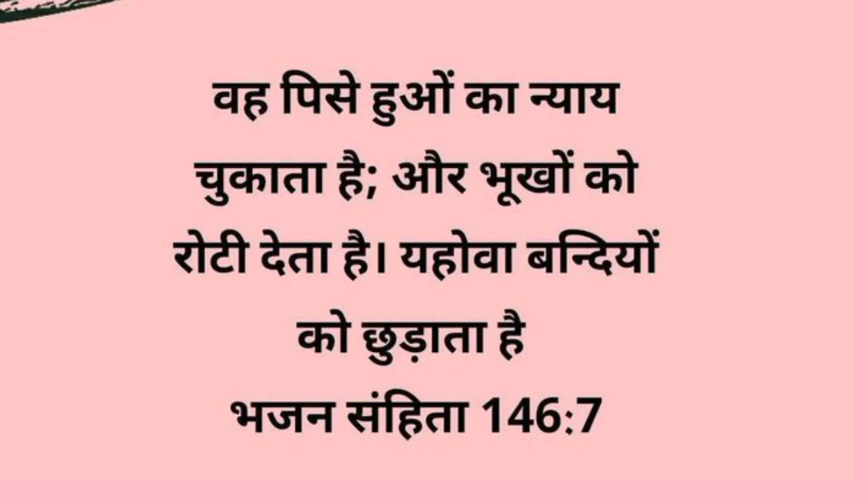 वह पिसे हुओं का न्याय
चुकाता है; और भूखों को
रोटी देता है। यहोवा बन्दियों
को छुड़ाता है
भजन संहिता 146:7